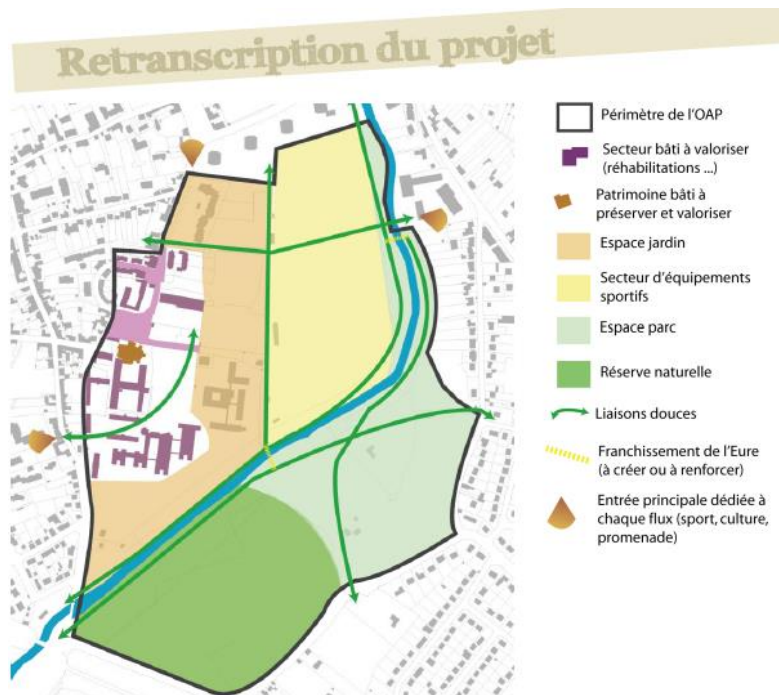 Retranscription du projet
Périmètre de l'OAP
Secteur bâti à valoriser
(réhabilitations ...)
Patrimoine bâti à
préserver et valoriser
Espace jardin
Secteur d'équipements
sportifs
Espace parc
Réserve naturelle
Liaisons douces
Franchissement de l'Eure
(à créer ou à renforcer)
Entrée principale dédiée à
chaque flux (sport, culture,
promenade)